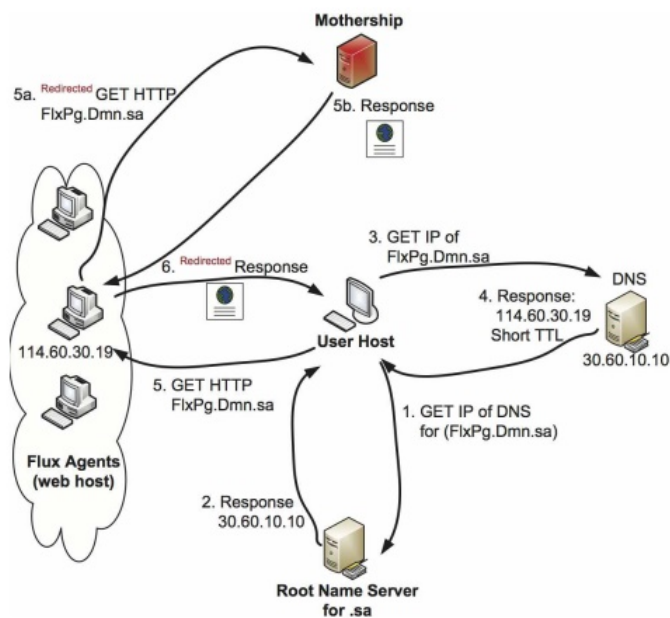 Mothership
5a. Redirected GET HTTP
FlxPg.Dmn.sa
5b. Response
3. GET IP of
FlxPg.Dmn.sa
6. Redirected Response
DNS
4. Response:
114.60.30.19
Short TTL
User Host
114.60.30.19
30.60.10.10
5. GET HTTP
FlxPg.Dmn.sa
1. GET IP of DNS
for (FlxPg.Dmn.sa)
Flux Agents
(web host)
2. Response
30.60.10.10
Root Name Server
for .sa